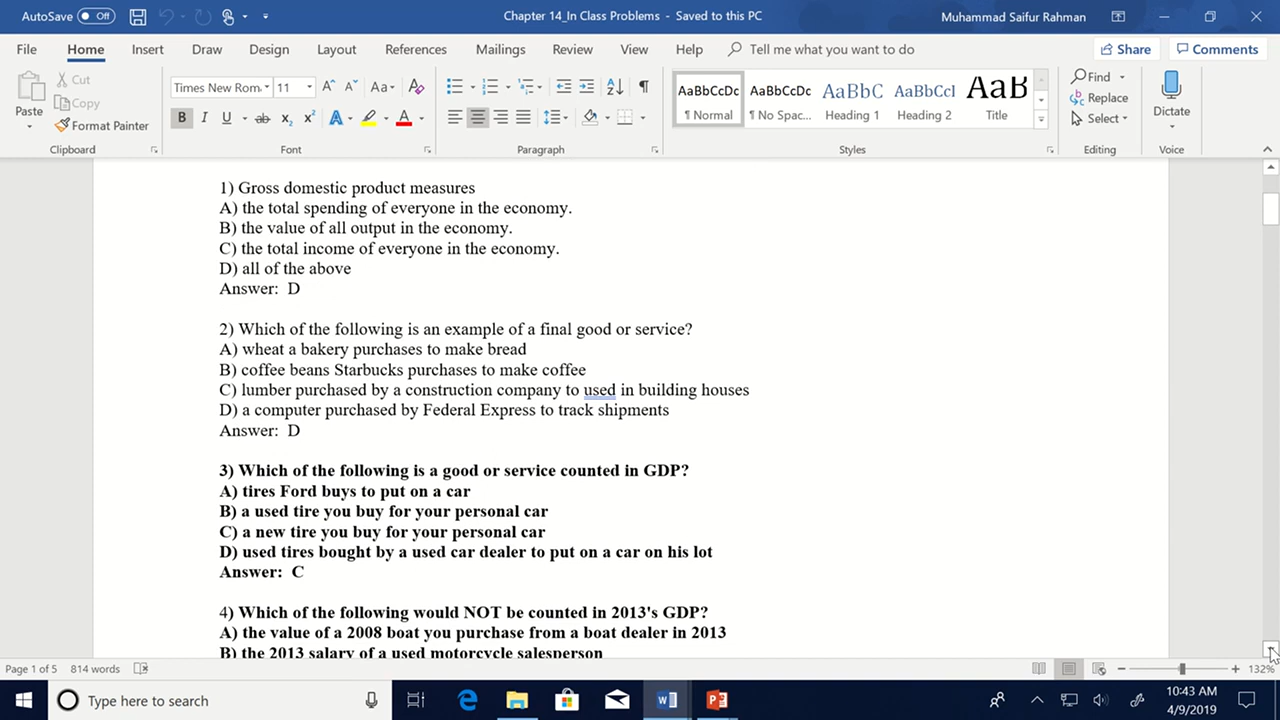 AutoSave Off
Chapter 14_In Class Problems - Saved to this PC
Muhammad Saifur Rahman
File Home Insert Draw Design Layout References Mailings Review View Help Tell me what you want to do Share Comments
Paste
Cut
Copy
Format Painter
Clipboard
Times New Rom 11
Font
Paragraph
AaBbCcDc AaBbCcDc AaBbC AaBbCcI AaB
¶ Normal ¶ No Spac... Heading 1 Heading 2 Title
Styles
Find
Replace
Select
Editing
Dictate
Voice
1) Gross domestic product measures
A) the total spending of everyone in the economy.
B) the value of all output in the economy.
C) the total income of everyone in the economy.
D) all of the above
Answer: D
2) Which of the following is an example of a final good or service?
A) wheat a bakery purchases to make bread
B) coffee beans Starbucks purchases to make coffee
C) lumber purchased by a construction company to used in building houses
D) a computer purchased by Federal Express to track shipments
Answer: D
3) Which of the following is a good or service counted in GDP?
A) tires Ford buys to put on a car
B) a used tire you buy for your personal car
C) a new tire you buy for your personal car
D) used tires bought by a used car dealer to put on a car on his lot
Answer: C
4) Which of the following would NOT be counted in 2013's GDP?
A) the value of a 2008 boat you purchase from a boat dealer in 2013
B) the 2013 salary of a used motorcycle salesperson
Page 1 of 5 814 words
132%
Type here to search
10:43 AM
4/9/2019